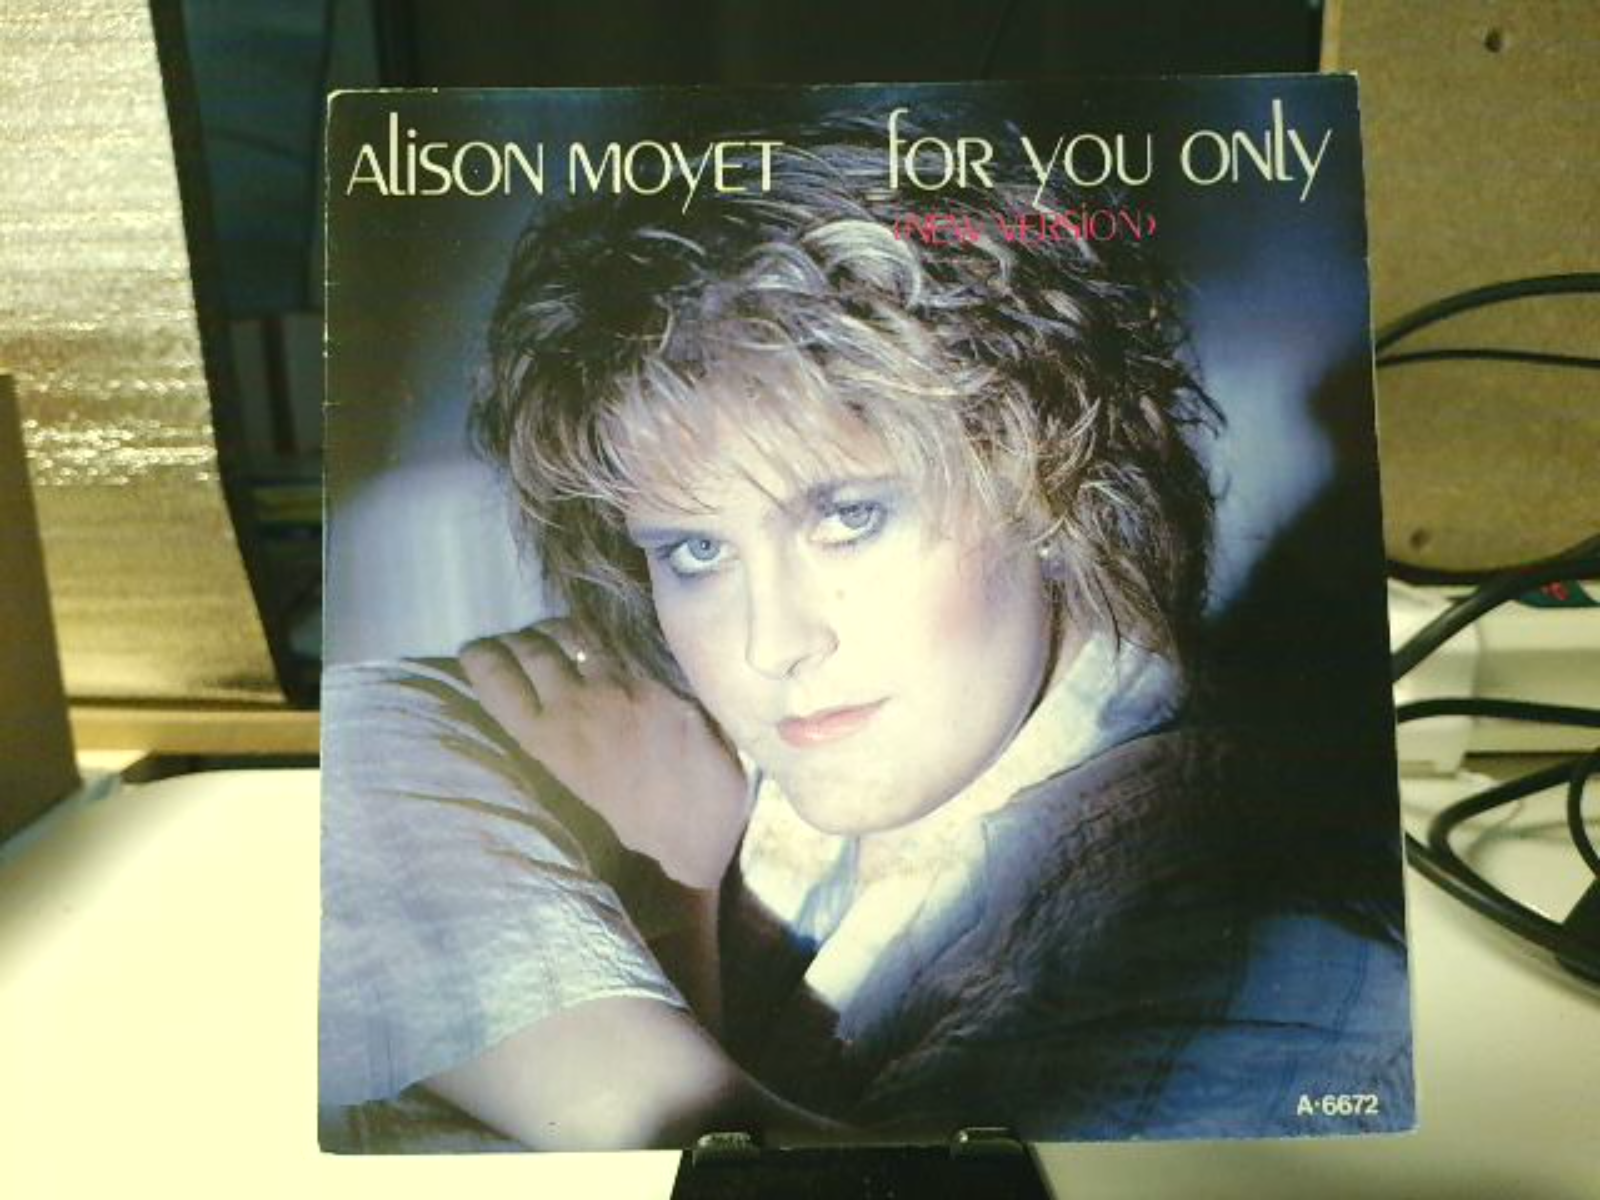 Alison Moyet for you only
(New Version)
A·6672